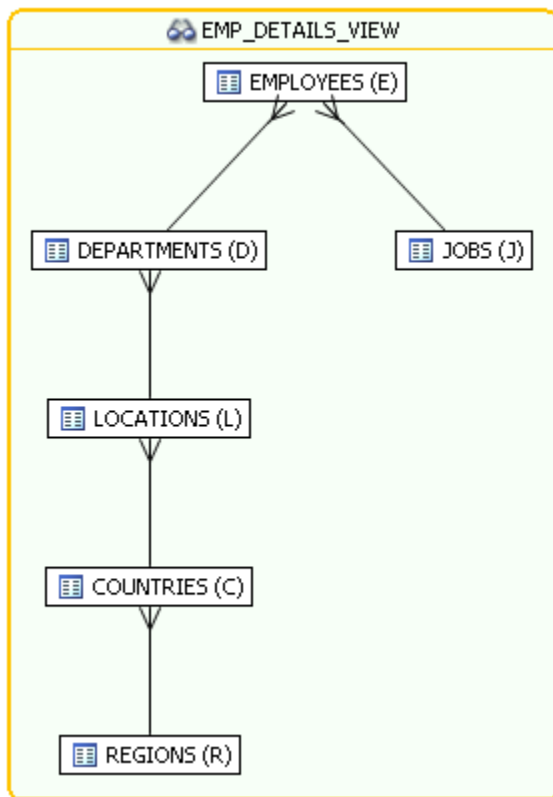 EMP_DETAILS_VIEW
EMPLOYEES (E)
DEPARTMENTS (D)
JOBS (J)
LOCATIONS (L)
COUNTRIES (C)
REGIONS (R)